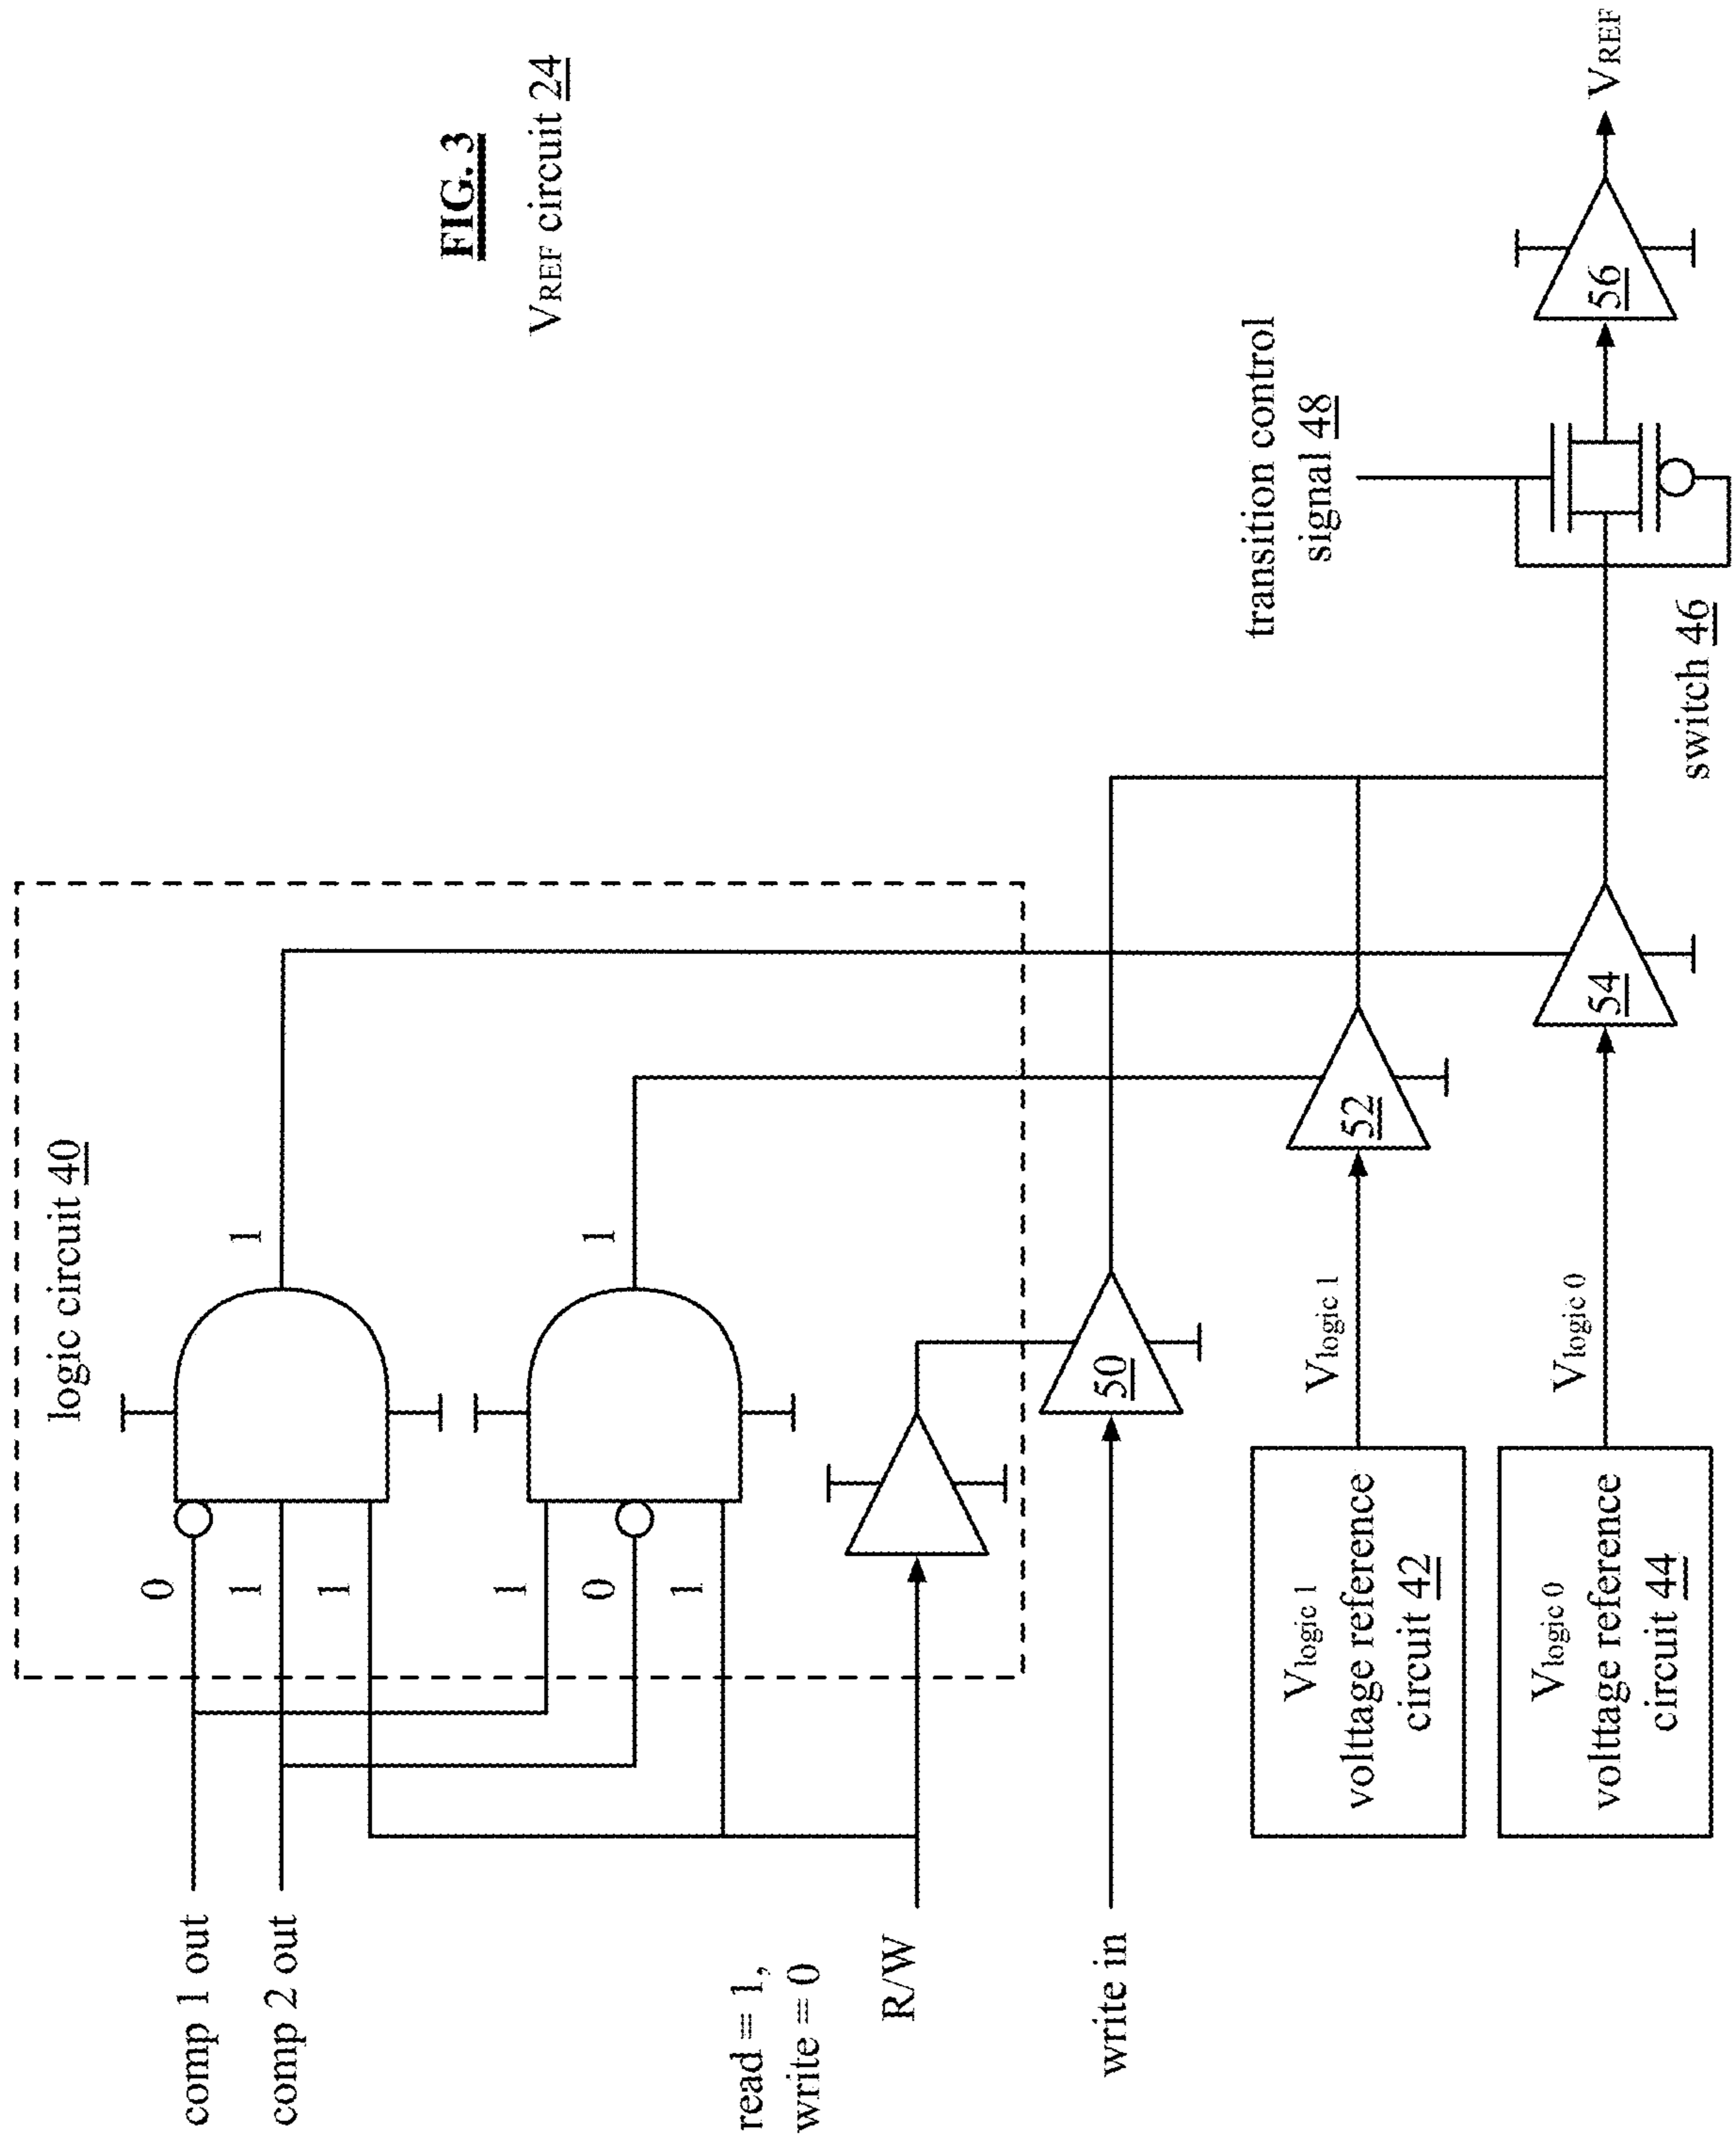 FIG. 3
VREF circuit 24
logic circuit 40
comp 1 out
comp 2 out
0
1
1
1
1
0
1
1
read = 1,
write = 0
R/W
write in
50
Vlogic 1
volttage reference
circuit 42
Vlogic 1
52
Vlogic 0
volttage reference
circuit 44
Vlogic 0
54
switch 46
transition control
signal 48
56
VREF